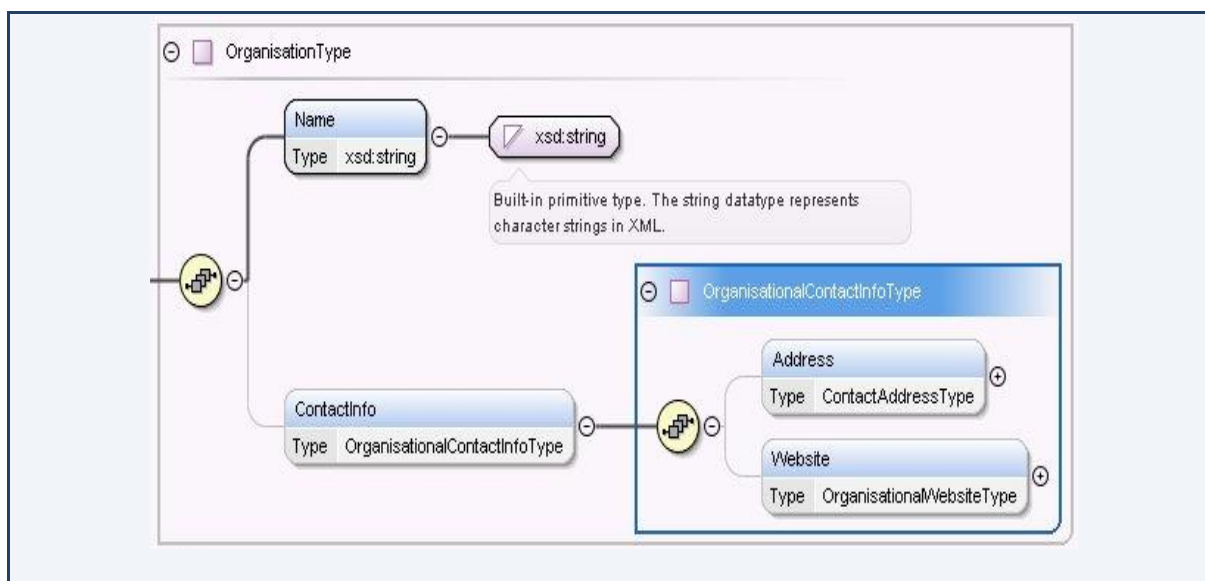 OrganisationType
Name
Type xsd:string
xsd:string
Built-in primitive type. The string datatype represents
character strings in XML.
OrganisationalContactInfoType
Address
Type ContactAddressType
ContactInfo
Type OrganisationalContactInfoType
Website
Type OrganisationalWebsiteType